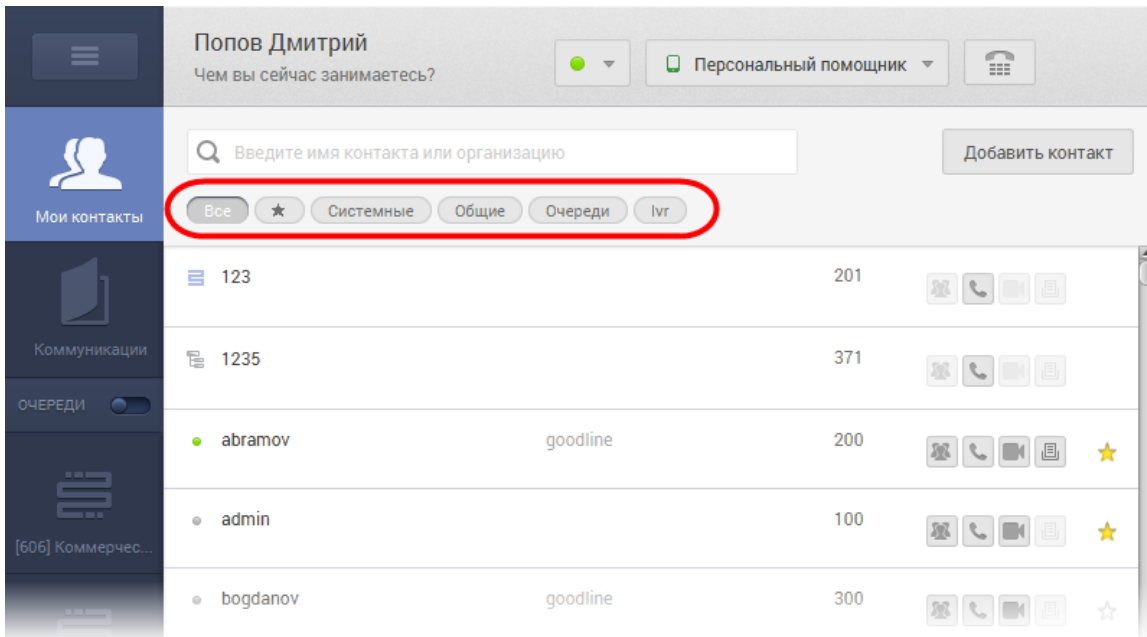 Попов Дмитрий
Чем вы сейчас занимаетесь?
Персональный помощник
Введите имя контакта или организацию
Добавить контакт
Мои контакты
Все Системные Общие Очереди Ivr
123 201
Коммуникации
1235 371
ОЧЕРЕДИ
abramov goodline 200
admin 100
[606] Коммерчес...
bogdanov goodline 300